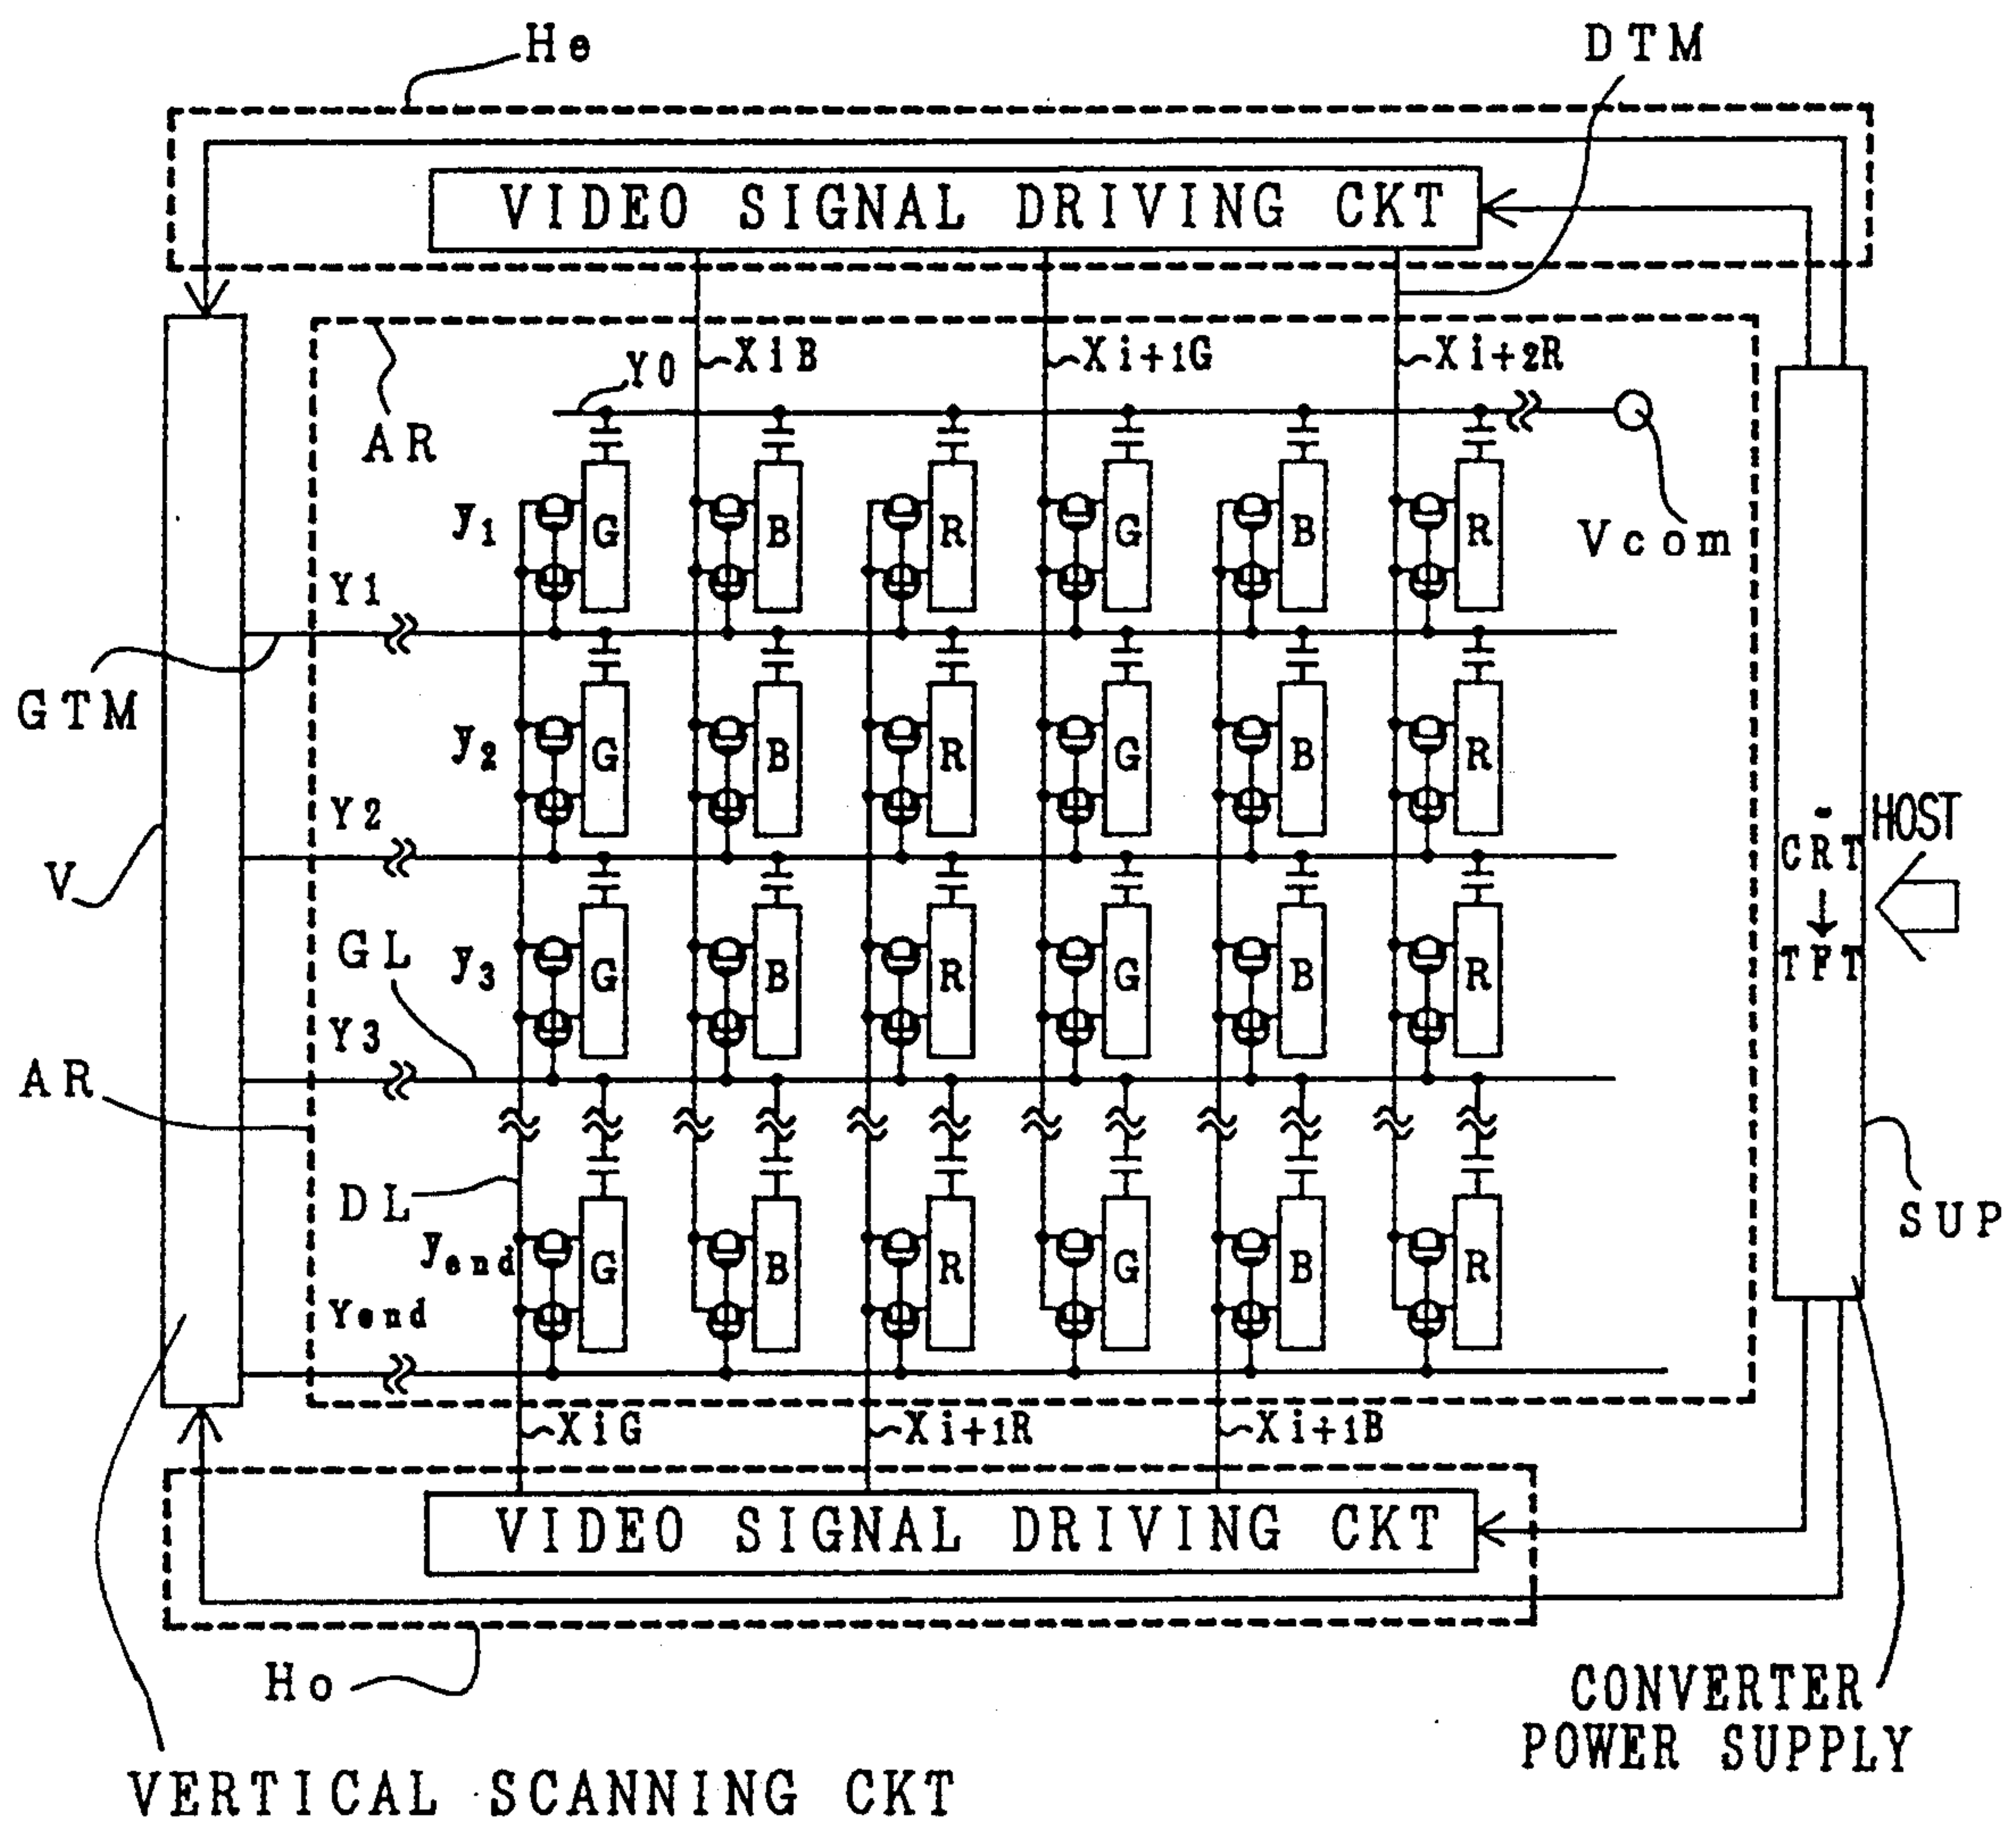 He
DTM
VIDEO SIGNAL DRIVING CKT
Y0
XiB
Xi+1G
Xi+2R
AR
Vcom
y1
G B R G B R
Y1
GTM
y2
G B R G B R
Y2
HOST
CRT
↓
TFT
V
GL
y3
G B R G B R
Y3
AR
DL
SUP
yend
G B R G B R
Yend
XiG
Xi+1R
Xi+1B
VIDEO SIGNAL DRIVING CKT
Ho
CONVERTER
POWER SUPPLY
VERTICAL SCANNING CKT